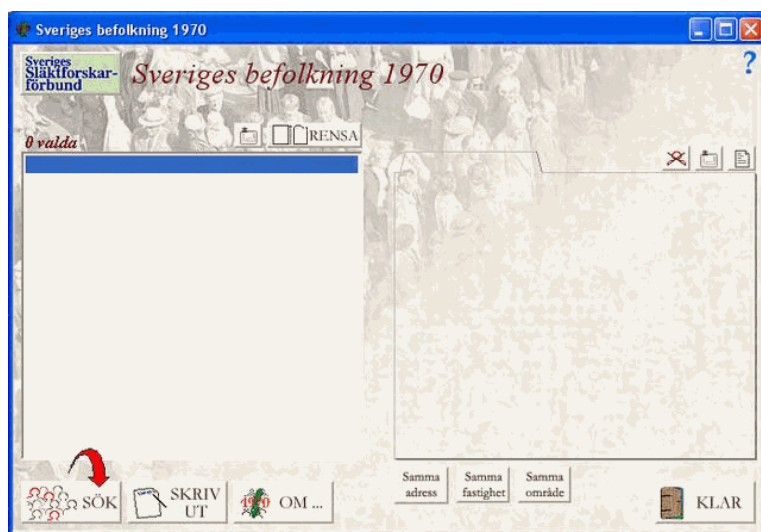 Sveriges befolkning 1970
Sveriges
Släktforskar-
förbund
Sveriges befolkning 1970
?
0 valda
RENSA
SÖK
SKRIV
UT
1970
OM ...
Samma
adress
Samma
fastighet
Samma
område
KLAR